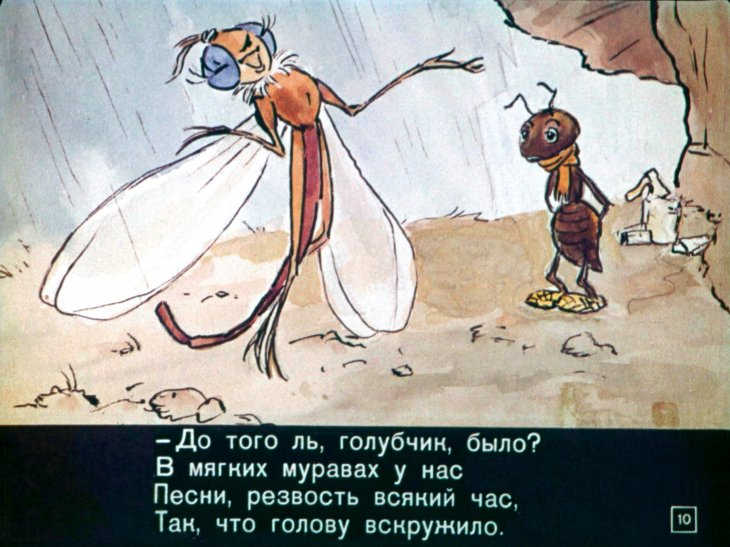 – До того ль, голубчик, было?
В мягких муравах у нас
Песни, резвость всякий час,
Так, что голову вскружило.
10